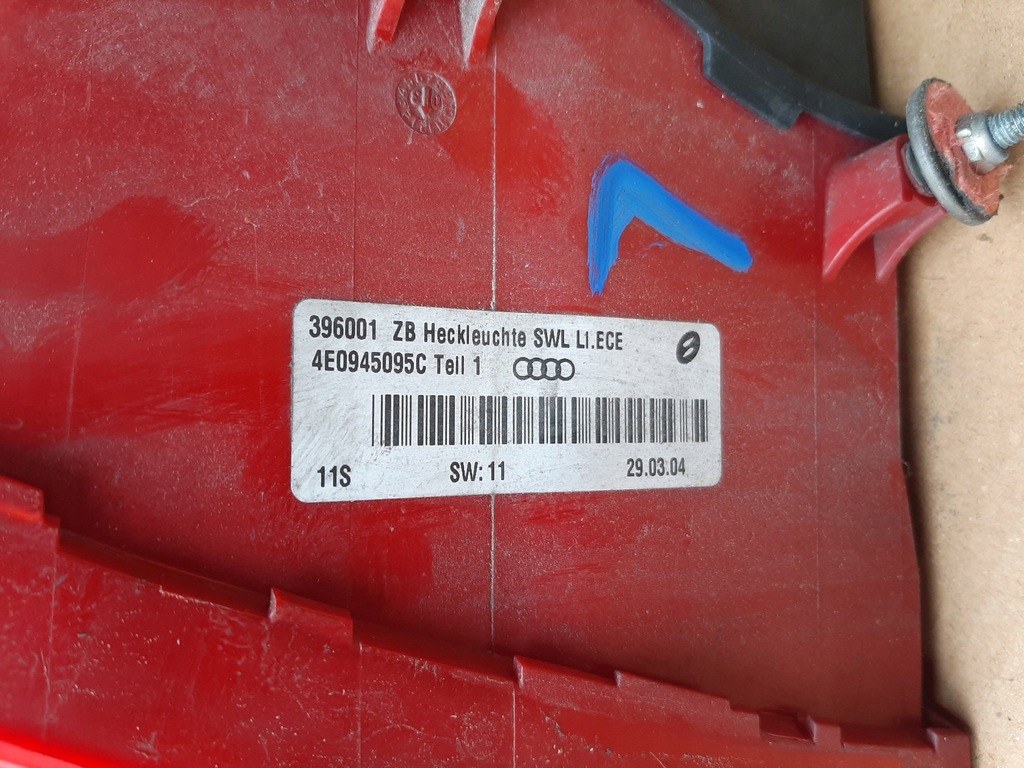 396001 ZB Heckleuchte SWL LI.ECE
4E0945095C Teil 1
11S SW: 11 29.03.04